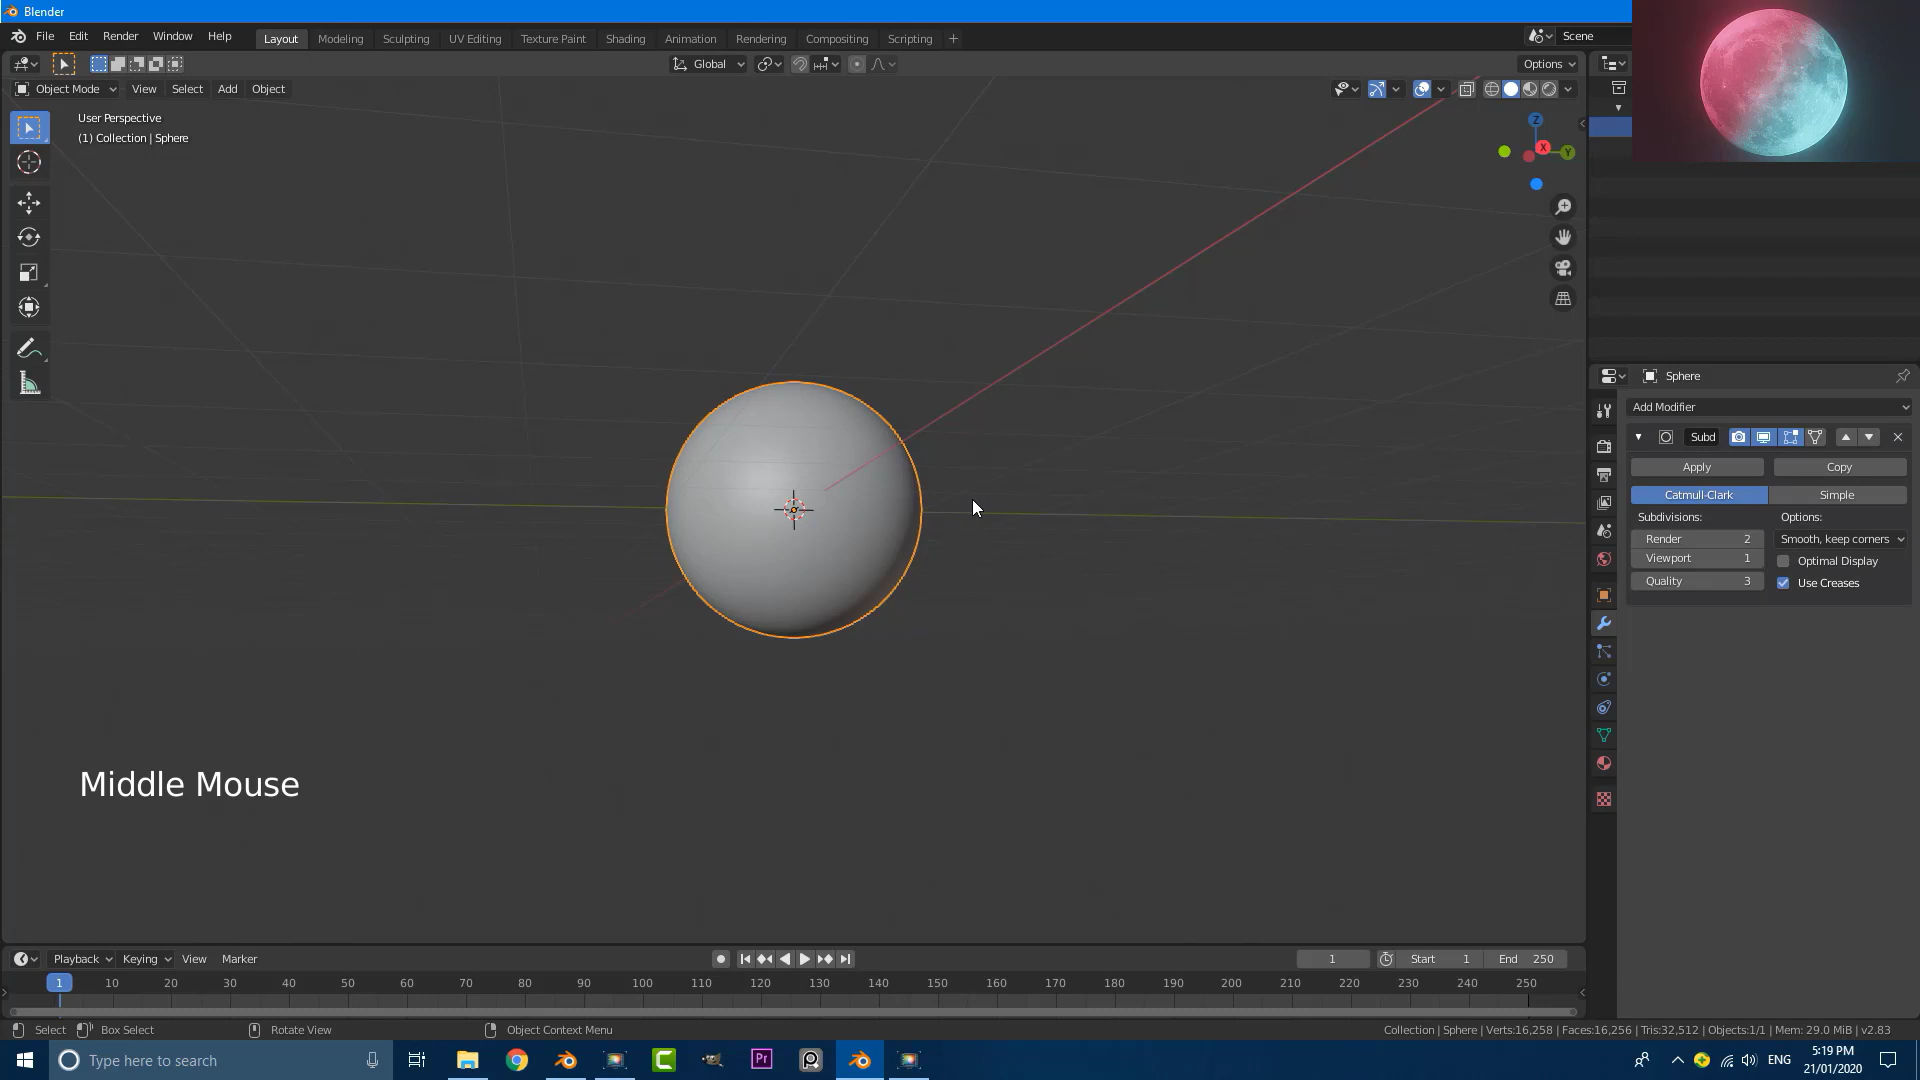 Blender
File Edit Render Window Help Layout Modeling Sculpting UV Editing Texture Paint Shading Animation Rendering Compositing Scripting + Scene
Global Options
Object Mode View Select Add Object
User Perspective
(1) Collection | Sphere
Z
X
Y
Sphere
Add Modifier
Subd
Apply Copy
Catmull-Clark Simple
Subdivisions: Options:
Render 2 Smooth, keep corners
Viewport 1 Optimal Display
Quality 3 Use Creases
Middle Mouse
Playback Keying View Marker 1 Start 1 End 250
1 10 20 30 40 50 60 70 80 90 100 110 120 130 140 150 160 170 180 190 200 210 220 230 240 250
Select Box Select Rotate View Object Context Menu Collection | Sphere | Verts:16,258 | Faces:16,256 | Tris:32,512 | Objects:1/1 | Mem: 29.0 MiB | v2.83
Type here to search Pr ENG 5:19 PM
21/01/2020